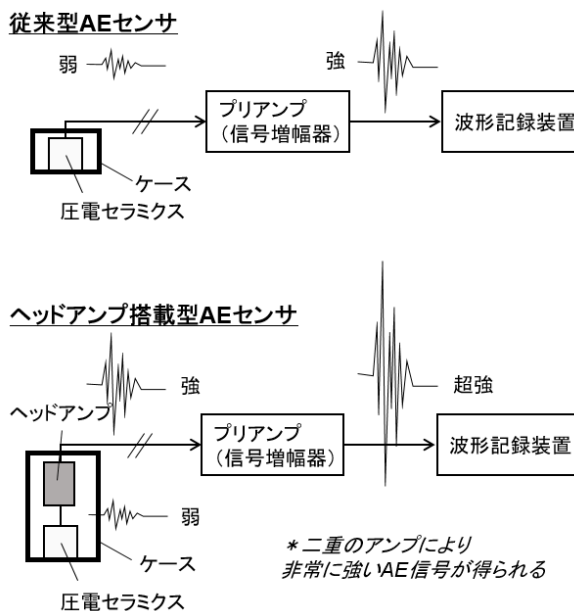 従来型AEセンサ
弱
強
プリアンプ
(信号増幅器)
波形記録装置
ケース
圧電セラミクス
ヘッドアンプ搭載型AEセンサ
強
超強
ヘッドアンプ
プリアンプ
(信号増幅器)
波形記録装置
弱
ケース
圧電セラミクス
*二重のアンプにより
非常に強いAE信号が得られる